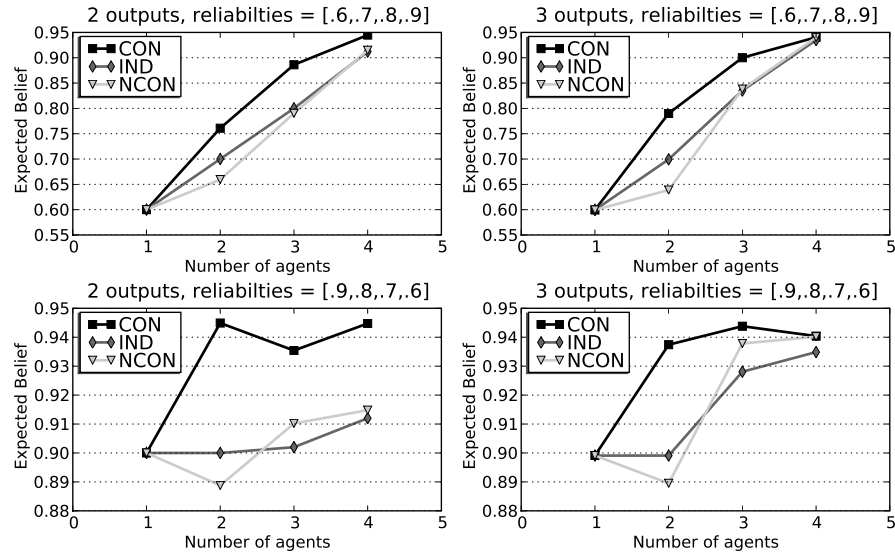 2 outputs, reliabilties = [.6,.7,.8,.9]
Expected Belief
0.95
0.90
0.85
0.80
0.75
0.70
0.65
0.60
0.55
CON
IND
NCON
0 1 2 3 4 5
Number of agents
3 outputs, reliabilties = [.6,.7,.8,.9]
Expected Belief
0.95
0.90
0.85
0.80
0.75
0.70
0.65
0.60
0.55
CON
IND
NCON
0 1 2 3 4 5
Number of agents
2 outputs, reliabilties = [.9,.8,.7,.6]
Expected Belief
0.95
0.94
0.93
0.92
0.91
0.90
0.89
0.88
CON
IND
NCON
0 1 2 3 4 5
Number of agents
3 outputs, reliabilties = [.9,.8,.7,.6]
Expected Belief
0.95
0.94
0.93
0.92
0.91
0.90
0.89
0.88
CON
IND
NCON
0 1 2 3 4 5
Number of agents